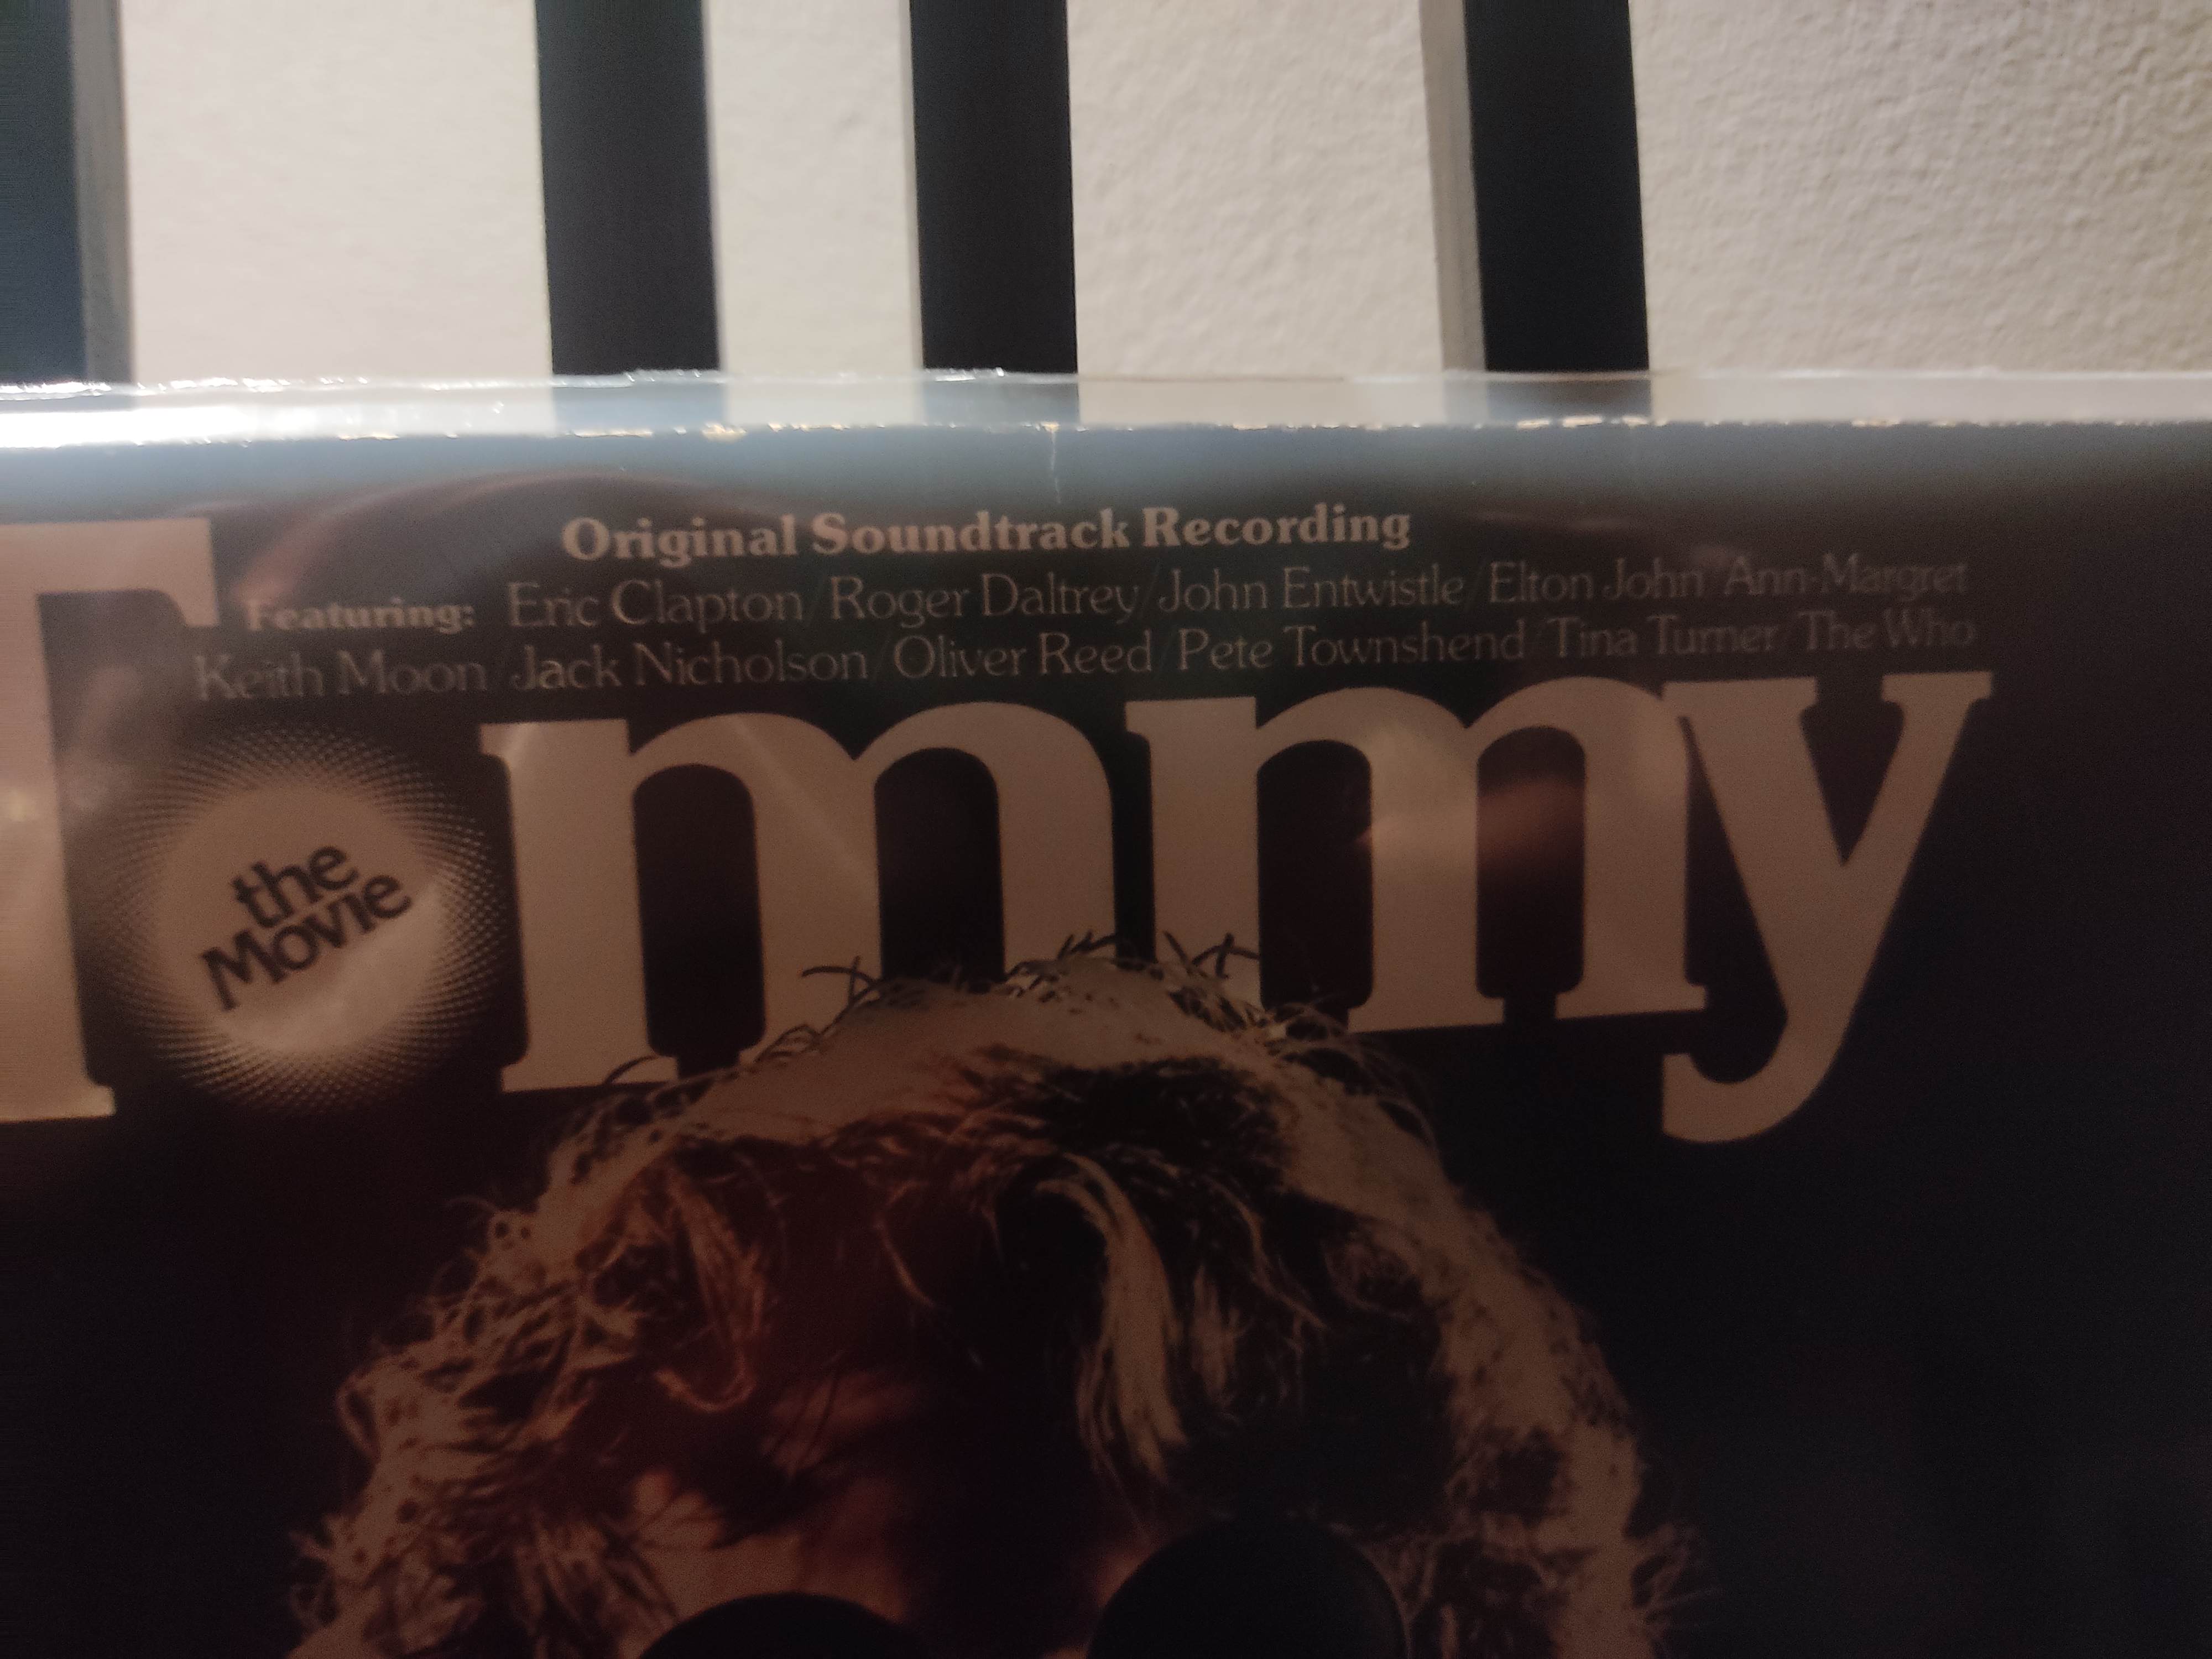 Original Soundtrack Recording
Featuring: Eric Clapton/Roger Daltrey/John Entwistle/Elton John/Ann-Margret
Keith Moon/Jack Nicholson/Oliver Reed/Pete Townshend/Tina Turner/The Who
Tommy
the
Movie